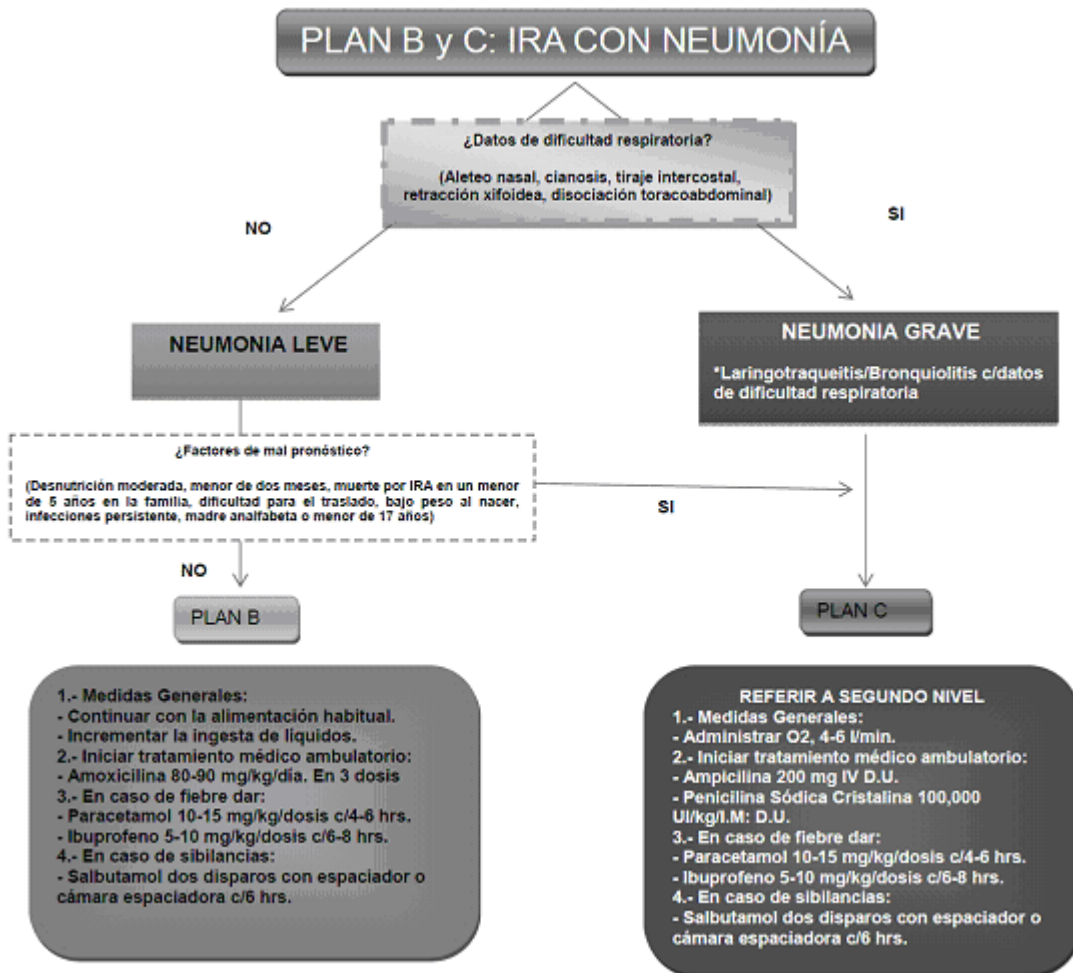 PLAN B y C: IRA CON NEUMONÍA
¿Datos de dificultad respiratoria?
(Aleteo nasal, cianosis, tiraje intercostal,
retracción xifoidea, disociación toracoabdominal)
NO
SI
NEUMONIA LEVE
NEUMONIA GRAVE
*Laringotraqueitis/Bronquiolitis c/datos
de dificultad respiratoria
¿Factores de mal pronóstico?
(Desnutrición moderada, menor de dos meses, muerte por IRA en un menor
de 5 años en la familia, dificultad para el traslado, bajo peso al nacer,
infecciones persistente, madre analfabeta o menor de 17 años)
SI
NO
PLAN B
PLAN C
1.- Medidas Generales:
- Continuar con la alimentación habitual.
- Incrementar la ingesta de líquidos.
2.- Iniciar tratamiento médico ambulatorio:
- Amoxicilina 80-90 mg/kg/día. En 3 dosis
3.- En caso de fiebre dar:
- Paracetamol 10-15 mg/kg/dosis c/4-6 hrs.
- Ibuprofeno 5-10 mg/kg/dosis c/6-8 hrs.
4.- En caso de sibilancias:
- Salbutamol dos disparos con espaciador o
cámara espaciadora c/6 hrs.
REFERIR A SEGUNDO NIVEL
1.- Medidas Generales:
- Administrar O2, 4-6 l/min.
2.- Iniciar tratamiento médico ambulatorio:
- Ampicilina 200 mg IV D.U.
- Penicilina Sódica Cristalina 100,000
UI/kg/I.M: D.U.
3.- En caso de fiebre dar:
- Paracetamol 10-15 mg/kg/dosis c/4-6 hrs.
- Ibuprofeno 5-10 mg/kg/dosis c/6-8 hrs.
4.- En caso de sibilancias:
- Salbutamol dos disparos con espaciador o
cámara espaciadora c/6 hrs.